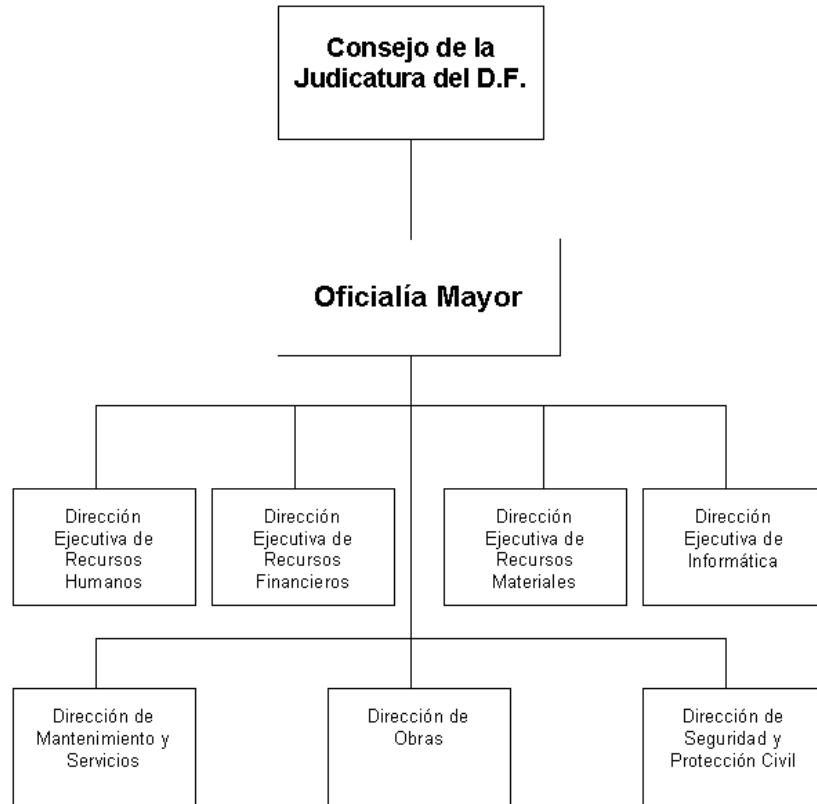 Consejo de la
Judicatura del D.F.
Oficialía Mayor
Dirección
Ejecutiva de
Recursos
Humanos
Dirección
Ejecutiva de
Recursos
Financieros
Dirección
Ejecutiva de
Recursos
Materiales
Dirección
Ejecutiva de
Informática
Dirección de
Mantenimiento y
Servicios
Dirección de
Obras
Dirección de
Seguridad y
Protección Civil